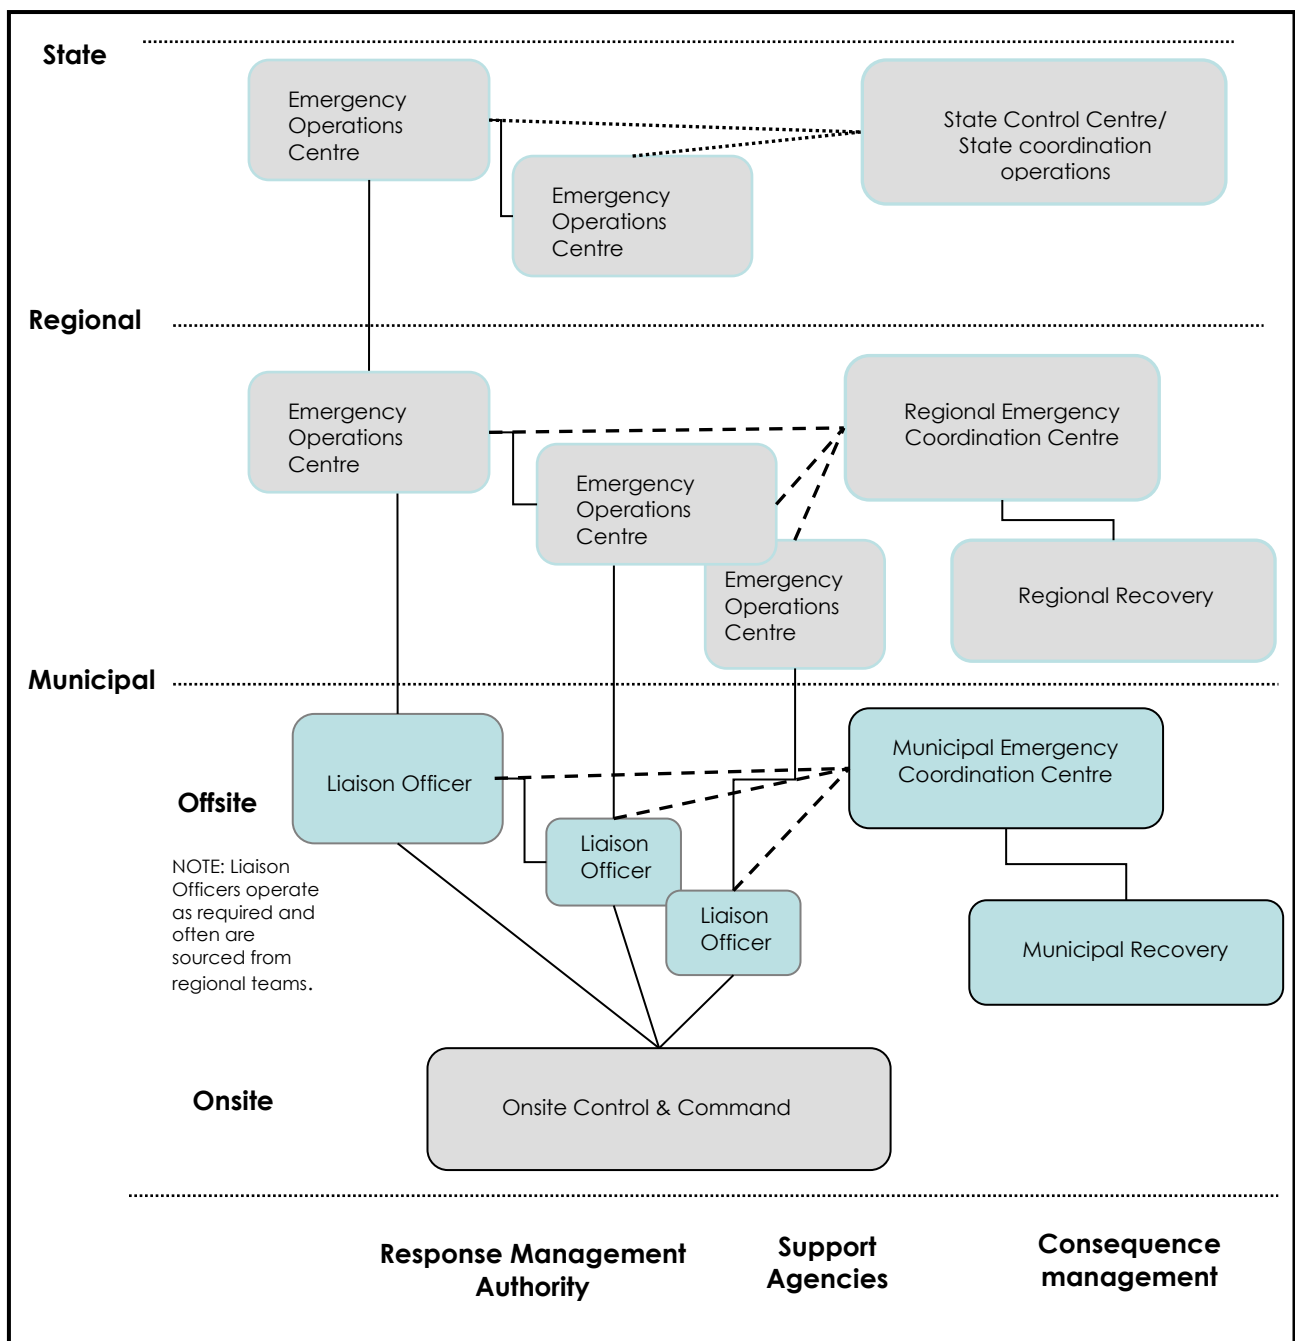 State
Emergency
Operations
Centre
State Control Centre/
State coordination
operations
Emergency
Operations
Centre
Regional
Emergency
Operations
Centre
Regional Emergency
Coordination Centre
Emergency
Operations
Centre
Emergency
Operations
Centre
Regional Recovery
Municipal
Liaison Officer
Municipal Emergency
Coordination Centre
Offsite
NOTE: Liaison
Officers operate
as required and
often are
sourced from
regional teams.
Liaison
Officer
Liaison
Officer
Municipal Recovery
Onsite
Onsite Control & Command
Response Management
Authority
Support
Agencies
Consequence
management